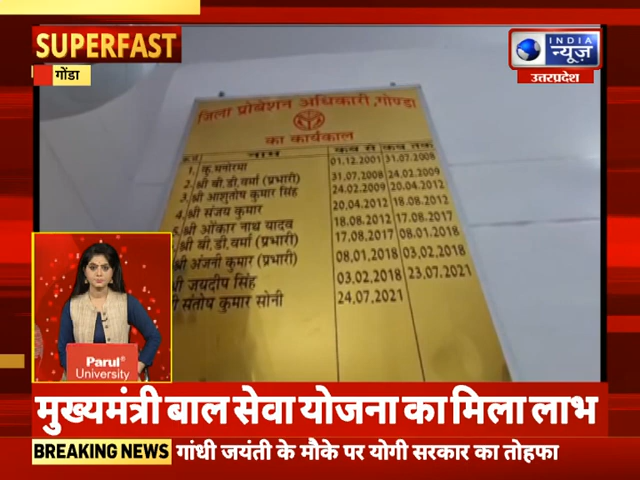 SUPERFAST
गोंडा
INDIA
न्यूज़
उत्तरप्रदेश
जिला प्रोबेशन अधिकारी, गोण्डा
का कार्यकाल
नाम कब से कब तक
1. कु. मनोरमा 01.12.2001 31.07.2008
2. श्री बी.डी.वर्मा (प्रभारी) 31.07.2008 24.02.2009
3. श्री आशुतोष कुमार सिंह 24.02.2009 20.04.2012
4. श्री संजय कुमार 20.04.2012 18.08.2012
5. श्री ओंकार नाथ यादव 18.08.2012 17.08.2017
श्री बी.डी.वर्मा (प्रभारी) 17.08.2017 08.01.2018
श्री अंजनी कुमार (प्रभारी) 08.01.2018 03.02.2018
श्री जयदीप सिंह 03.02.2018 23.07.2021
संतोष कुमार सोनी 24.07.2021
Parul®
University
मुख्यमंत्री बाल सेवा योजना का मिला लाभ
BREAKING NEWS गांधी जयंती के मौके पर योगी सरकार का तोहफा